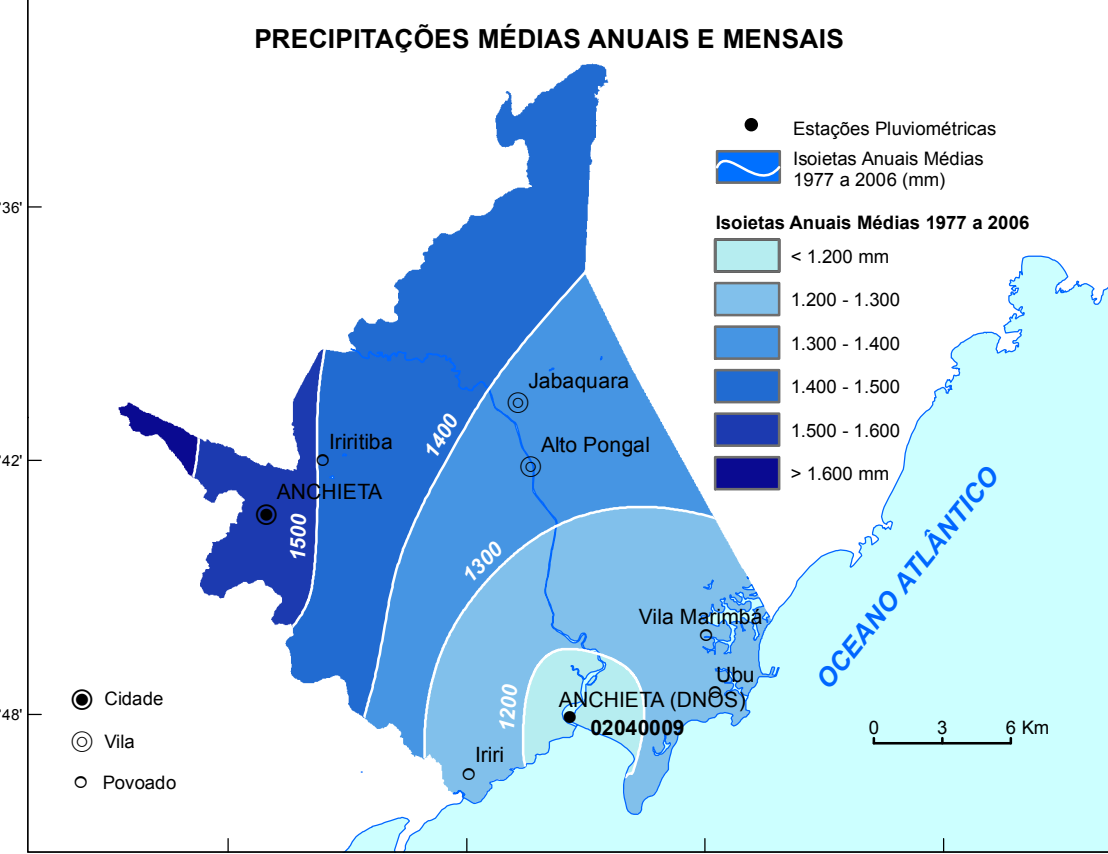 PRECIPITAÇÕES MÉDIAS ANUAIS E MENSAIS
Estações Pluviométricas
Isoietas Anuais Médias
1977 a 2006 (mm)
Isoietas Anuais Médias 1977 a 2006
< 1.200 mm
1.200 - 1.300
1.300 - 1.400
1.400 - 1.500
1.500 - 1.600
> 1.600 mm
'36'
'42'
'48'
Jabaquara
1400
Iriritiba
Alto Pongal
ANCHIETA
1500
1300
OCEANO ATLÂNTICO
Vila Marimbá
Ubu
ANCHIETA (DNOS)
02040009
1200
Iriri
Cidade
Vila
Povoado
0 3 6 Km